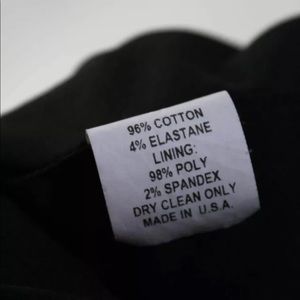 96% COTTON
4% ELASTANE
LINING:
98% POLY
2% SPANDEX
DRY CLEAN ONLY
MADE IN U.S.A.